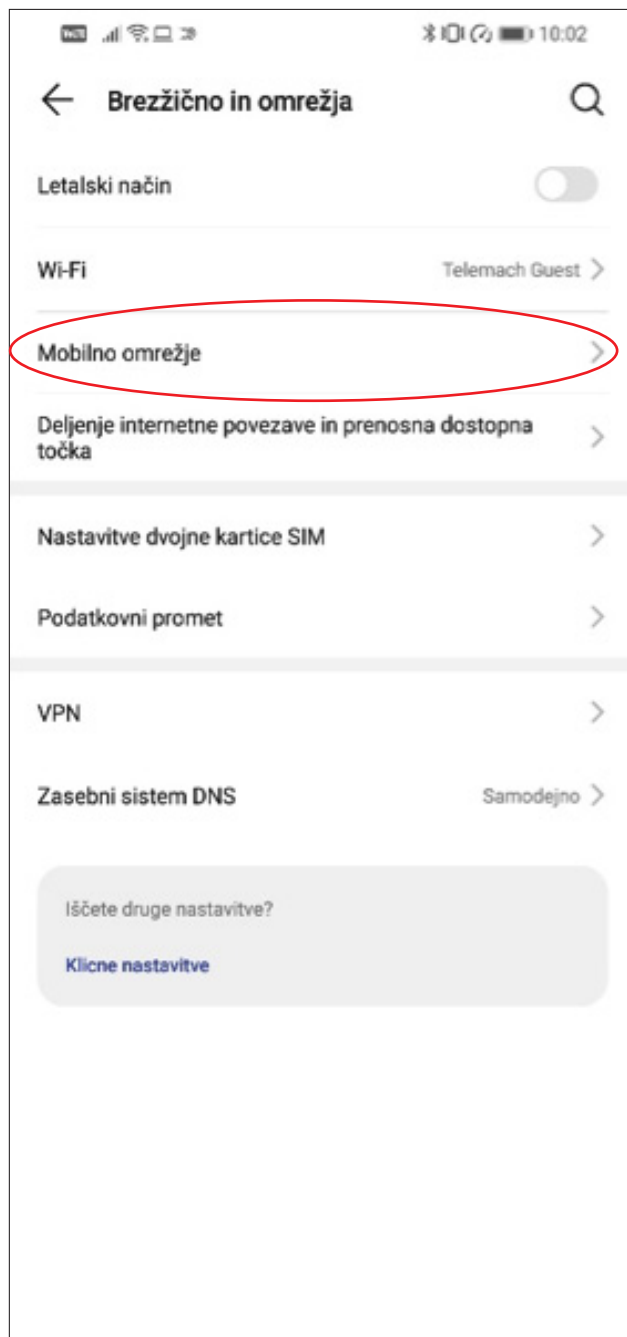 10:02
Brezžično in omrežja
Letalski način
Wi-Fi
Telemach Guest
Mobilno omrežje
Deljenje internetne povezave in prenosna dostopna
točka
Nastavitve dvojne kartice SIM
Podatkovni promet
VPN
Zasebni sistem DNS
Samodejno
Iščete druge nastavitve?
Klicne nastavitve